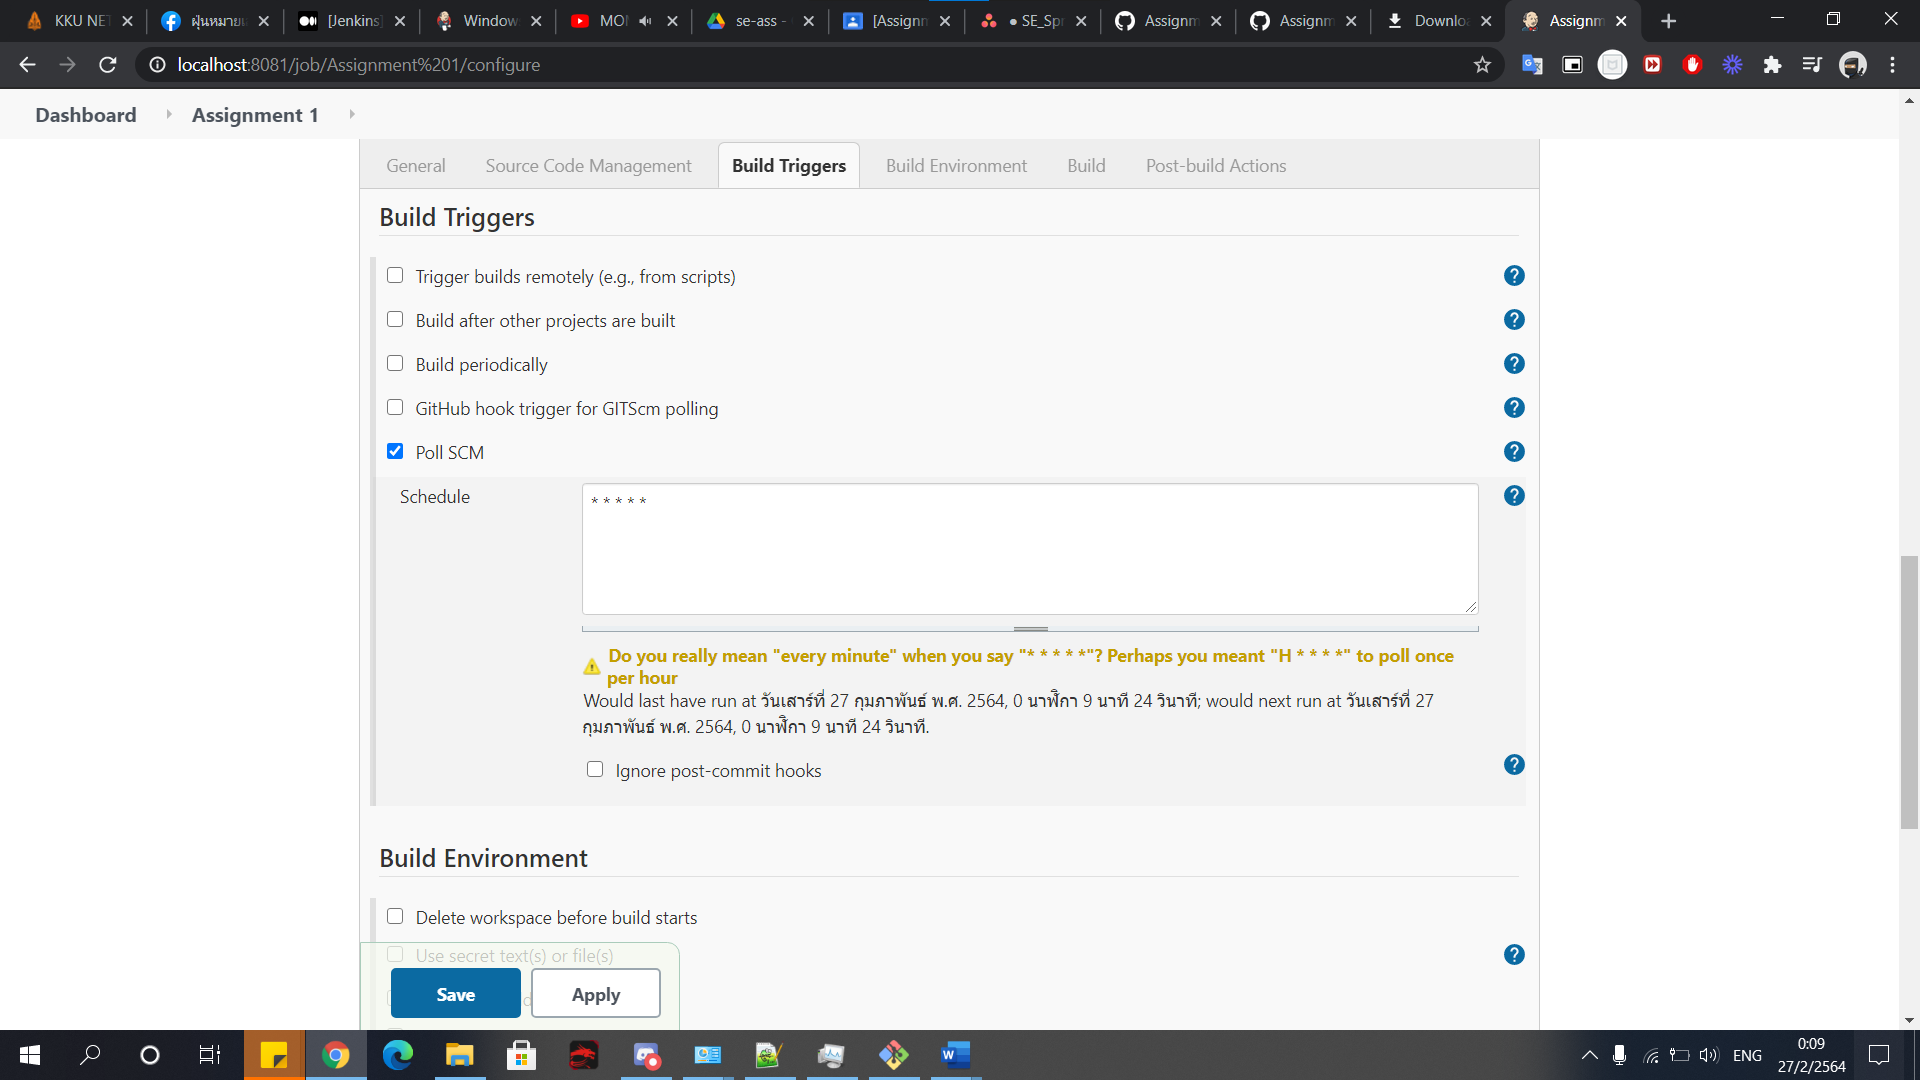 KKU NET
ฝุ่นหมายเ
[Jenkins]
Window
MON
se-ass -
[Assignm
● SE_Spr
Assignm
Assignm
Downloa
Assignm
localhost:8081/job/Assignment%201/configure
Dashboard
Assignment 1
General
Source Code Management
Build Triggers
Build Environment
Build
Post-build Actions
Build Triggers
Trigger builds remotely (e.g., from scripts)
Build after other projects are built
Build periodically
GitHub hook trigger for GITScm polling
Poll SCM
Schedule
* * * * *
Do you really mean "every minute" when you say "* * * * *"? Perhaps you meant "H * * * *" to poll once
per hour
Would last have run at วันเสาร์ที่ 27 กุมภาพันธ์ พ.ศ. 2564, 0 นาฬิกา 9 นาที 24 วินาที; would next run at วันเสาร์ที่ 27
กุมภาพันธ์ พ.ศ. 2564, 0 นาฬิกา 9 นาที 24 วินาที.
Ignore post-commit hooks
Build Environment
Delete workspace before build starts
Use secret text(s) or file(s)
Save
Apply
ENG
0:09
27/2/2564